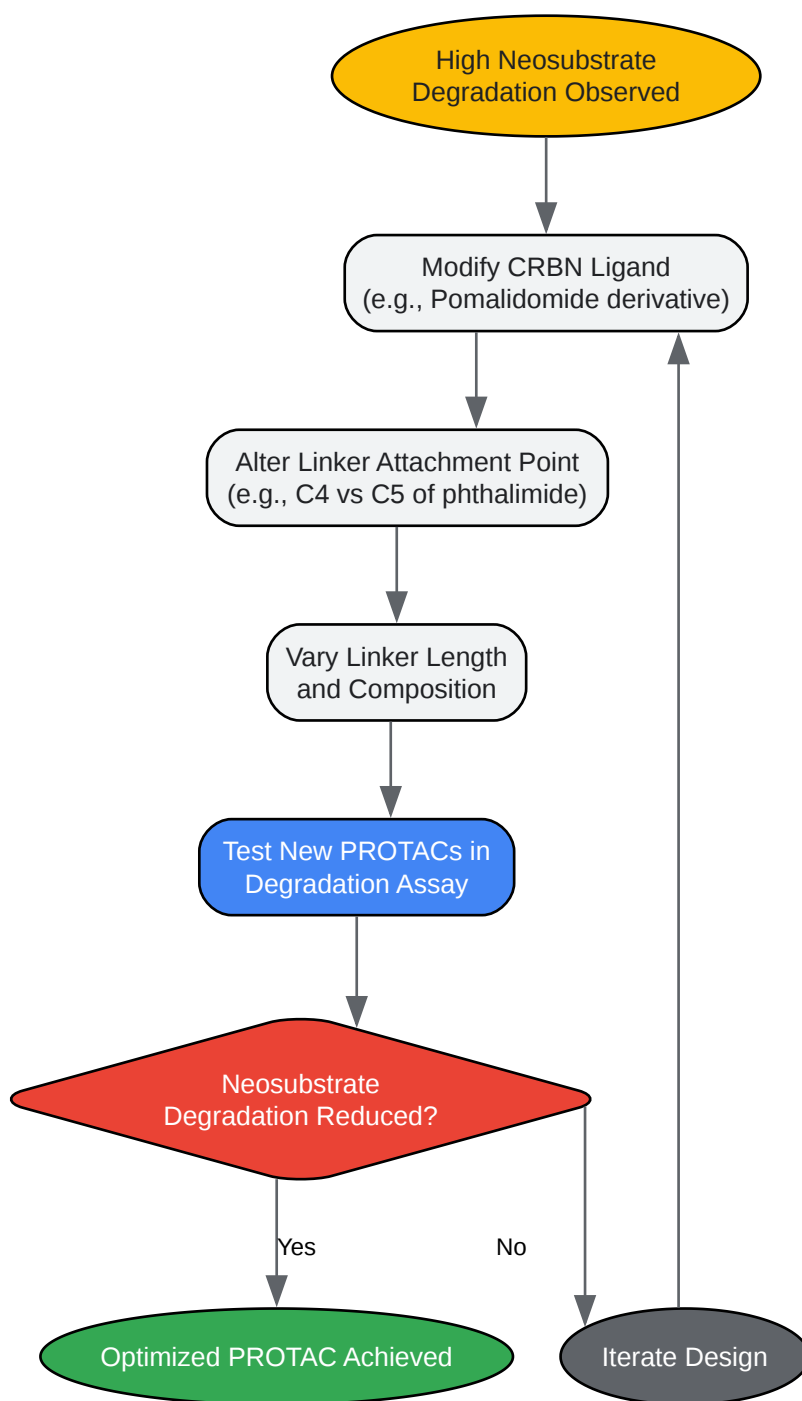 High Neosubstrate
Degradation Observed
Modify CRBN Ligand
(e.g., Pomalidomide derivative)
Alter Linker Attachment Point
(e.g., C4 vs C5 of phthalimide)
Vary Linker Length
and Composition
Test New PROTACs in
Degradation Assay
Neosubstrate
Degradation Reduced?
Yes
No
Optimized PROTAC Achieved
Iterate Design